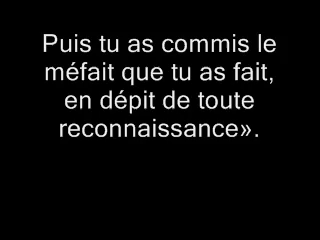 Puis tu as commis le
méfait que tu as fait,
en dépit de toute
reconnaissance».